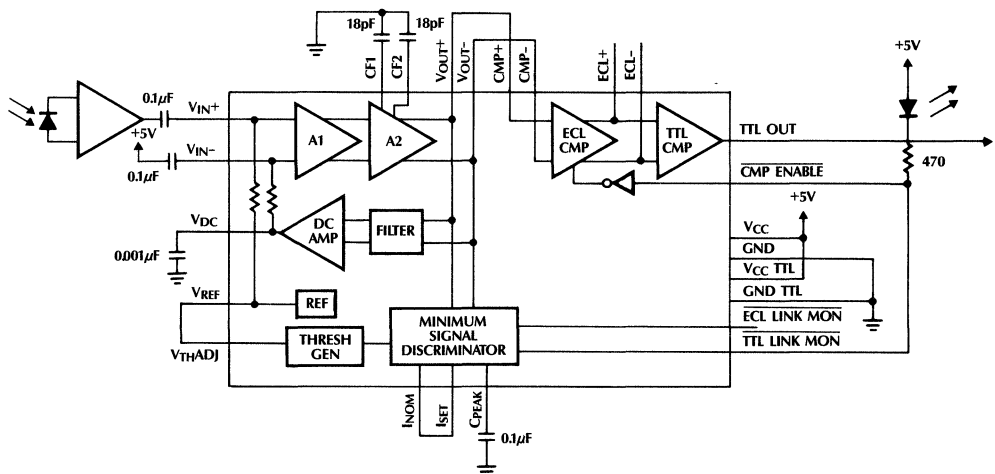 18pF 18pF
CF1
CF2
VOUT+
VOUT−
CMP+
CMP−
ECL+
ECL−
+5V
0.1µF
VIN+
+5V
VIN−
0.1µF
A1
A2
ECL CMP
TTL CMP
TTL OUT
CMP ENABLE
470
+5V
VDC
0.001µF
DC AMP
FILTER
VCC
GND
VCC TTL
GND TTL
VREF
REF
ECL LINK MON
TTL LINK MON
VTHADJ
THRESH GEN
MINIMUM SIGNAL DISCRIMINATOR
INOM
ISET
CPEAK
0.1µF